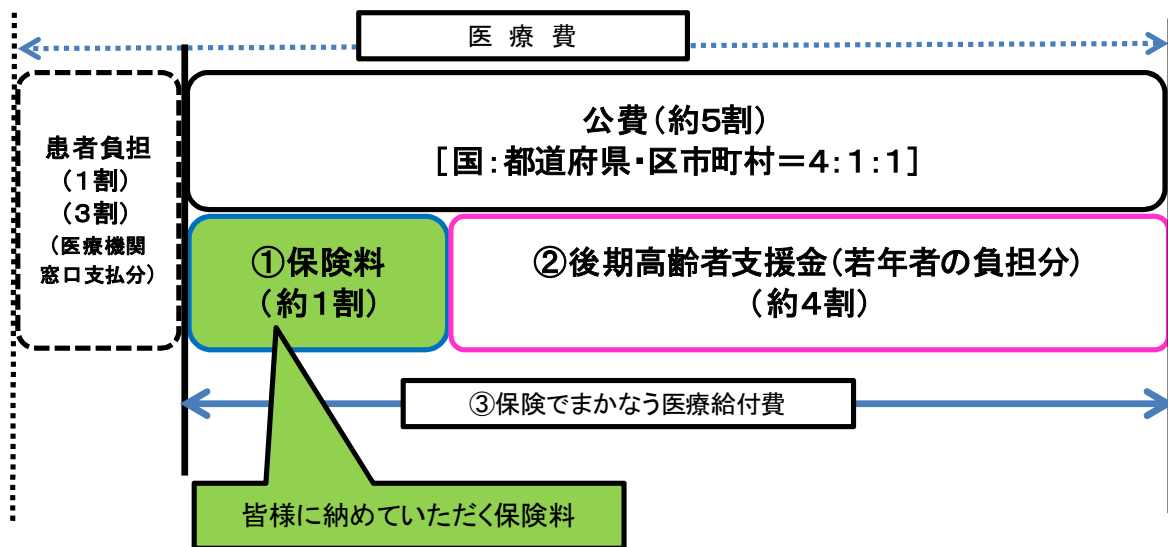 医 療 費
患者負担
(1割)
(3割)
(医療機関
窓口支払分)
公費(約5割)
[国:都道府県・区市町村=4:1:1]
①保険料
(約1割)
②後期高齢者支援金(若年者の負担分)
(約4割)
③保険でまかなう医療給付費
皆様に納めていただく保険料